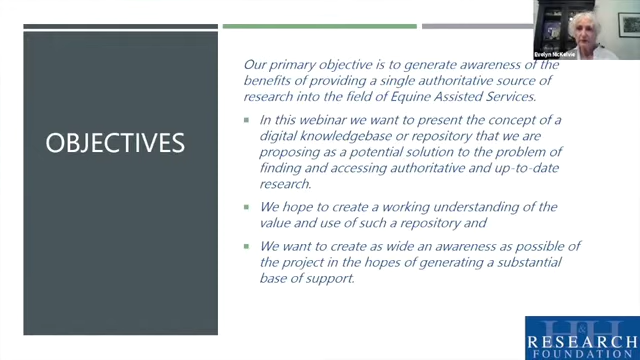 OBJECTIVES
Our primary objective is to generate awareness of the
benefits of providing a single authoritative source of
research into the field of Equine Assisted Services.
In this webinar we want to present the concept of a
digital knowledgebase or repository that we are
proposing as a potential solution to the problem of
finding and accessing authoritative and up-to-date
research.
We hope to create a working understanding of the
value and use of such a repository and
We want to create as wide an awareness as possible of
the project in the hopes of generating a substantial
base of support.
Evelyn McKelvie
H&H
RESEARCH
FOUNDATION